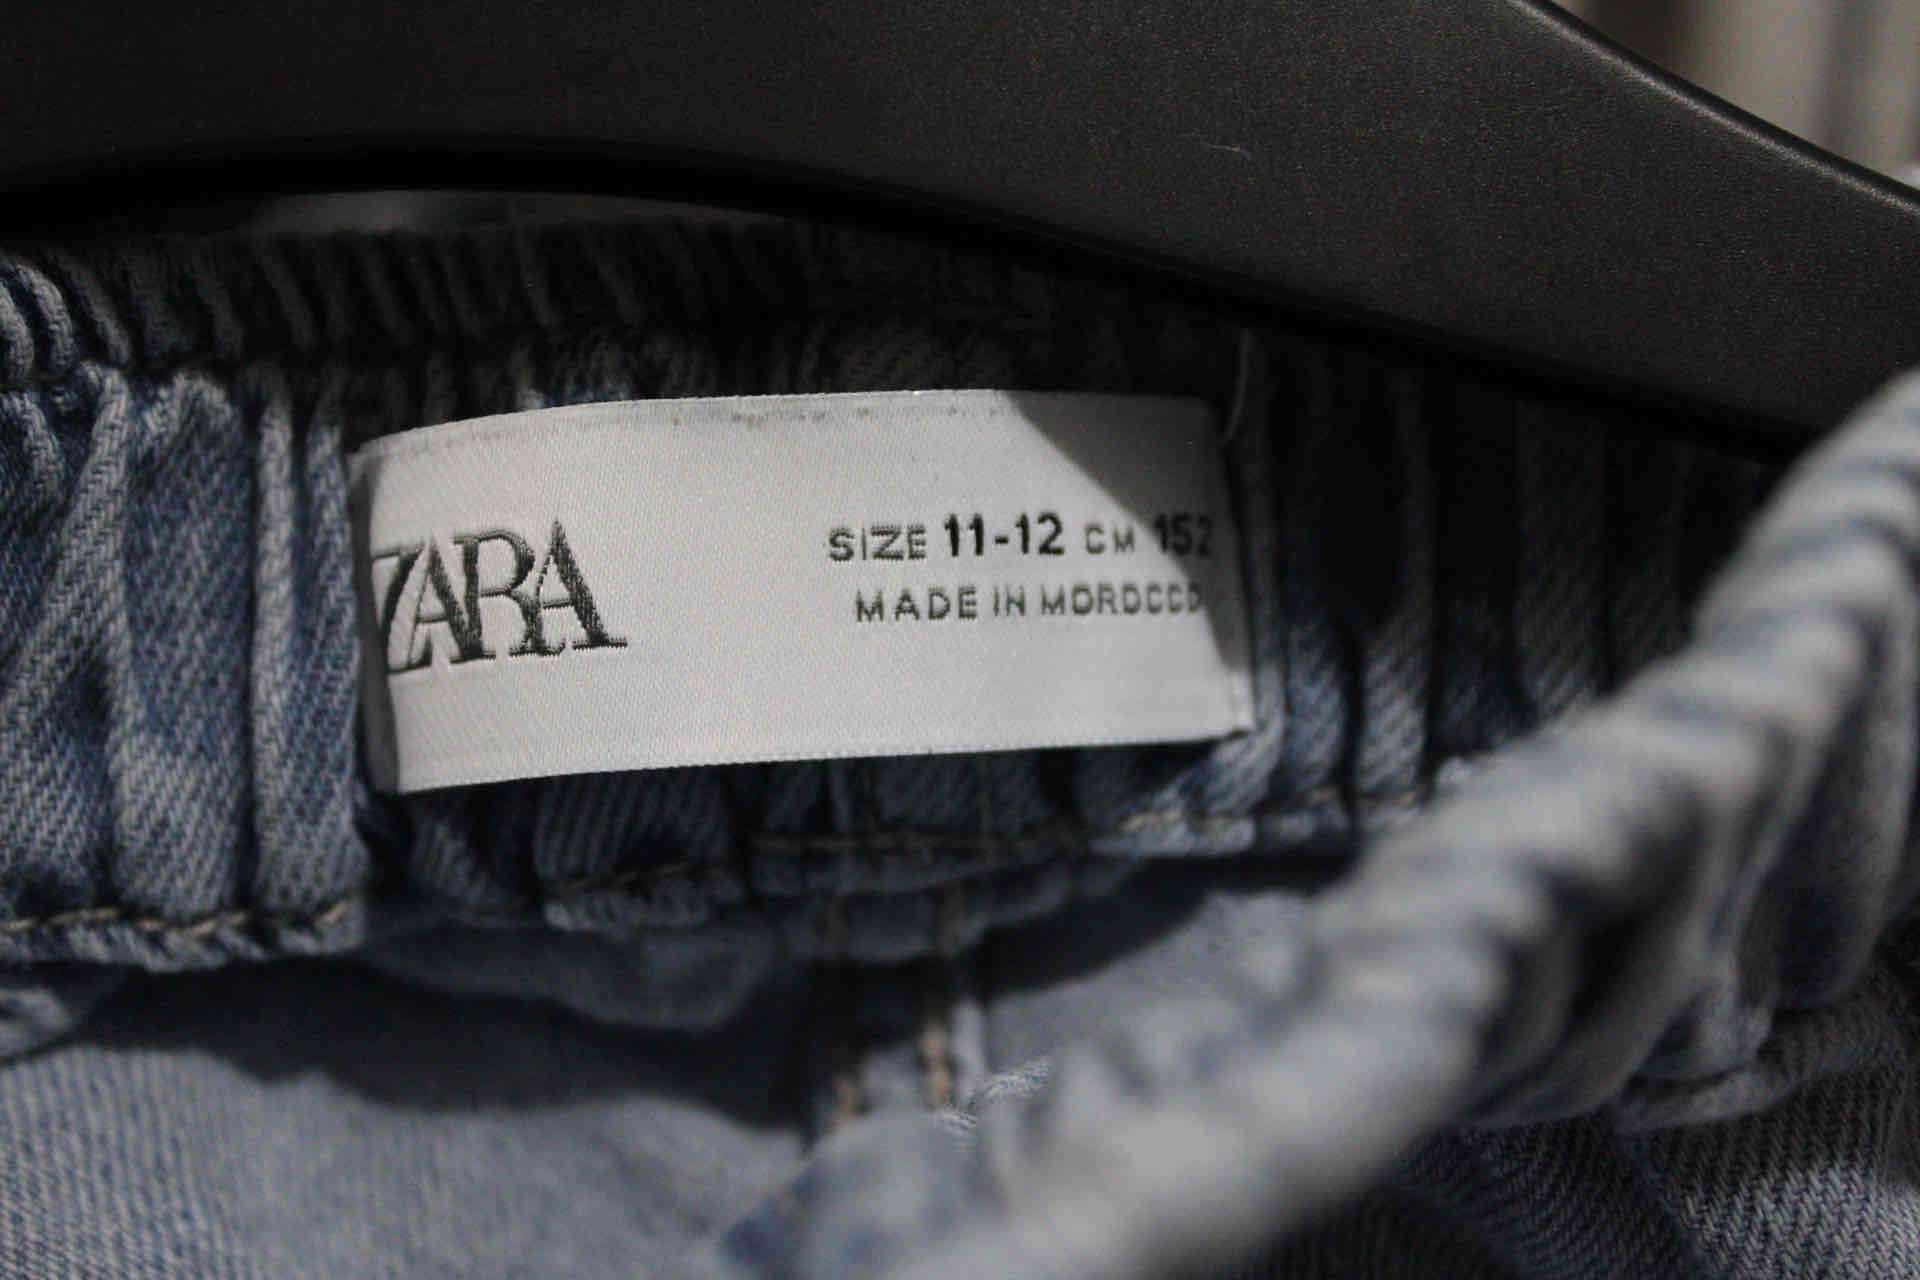 ZARA
SIZE 11-12 CM 152
MADE IN MOROCCO